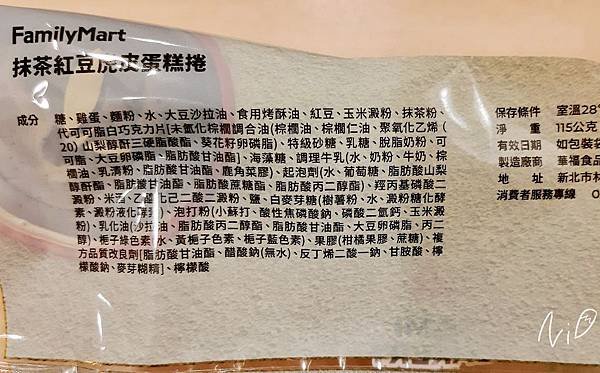 FamilyMart
抹茶紅豆虎皮蛋糕捲
成分 糖、雞蛋、麵粉、水、大豆沙拉油、食用烤酥油、紅豆、玉米澱粉、抹茶粉、
代可可脂白巧克力片[未氫化棕櫚調合油(棕櫚油、棕櫚仁油、聚氧化乙烯(
20)山梨醇酐三硬脂酸酯、葵花籽卵磷脂)、特級砂糖、乳糖、脫脂奶粉、可
可脂、大豆卵磷脂、脂肪酸甘油酯]、海藻糖、調理牛乳(水、奶粉、牛奶、棕
櫚油、乳清粉、脂肪酸甘油酯、鹿角菜膠)、起泡劑(水、葡萄糖、脂肪酸山梨
醇酐酯、脂肪酸甘油酯、脂肪酸蔗糖酯、脂肪酸丙二醇酯)、羥丙基磷酸二
澱粉、米酒、乙醯化己二酸二澱粉、鹽、白麥芽糖(樹薯粉、水、澱粉糖化酵
素、澱粉液化酵素)、泡打粉(小蘇打、酸性焦磷酸鈉、磷酸二氫鈣、玉米澱
粉)、乳化油(沙拉油、脂肪酸丙二醇酯、脂肪酸甘油酯、大豆卵磷脂、丙二
醇)、梔子綠色素(水、黃梔子色素、梔子藍色素)、果膠(柑橘果膠、蔗糖)、複
方品質改良劑[脂肪酸甘油酯、醋酸鈉(無水)、反丁烯二酸一鈉、甘胺酸、檸
檬酸鈉、麥芽糊精]、檸檬酸
保存條件 室溫28°
淨重 115公克
有效日期 如包裝袋
製造廠商 華福食品
地址 新北市林
消費者服務專線 0